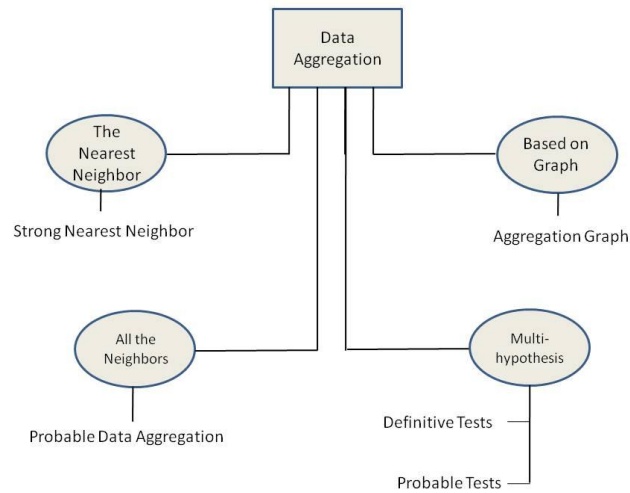 Data
Aggregation
The
Nearest
Neighbor
Strong Nearest Neighbor
Based on
Graph
Aggregation Graph
All the
Neighbors
Probable Data Aggregation
Multi-
hypothesis
Definitive Tests
Probable Tests